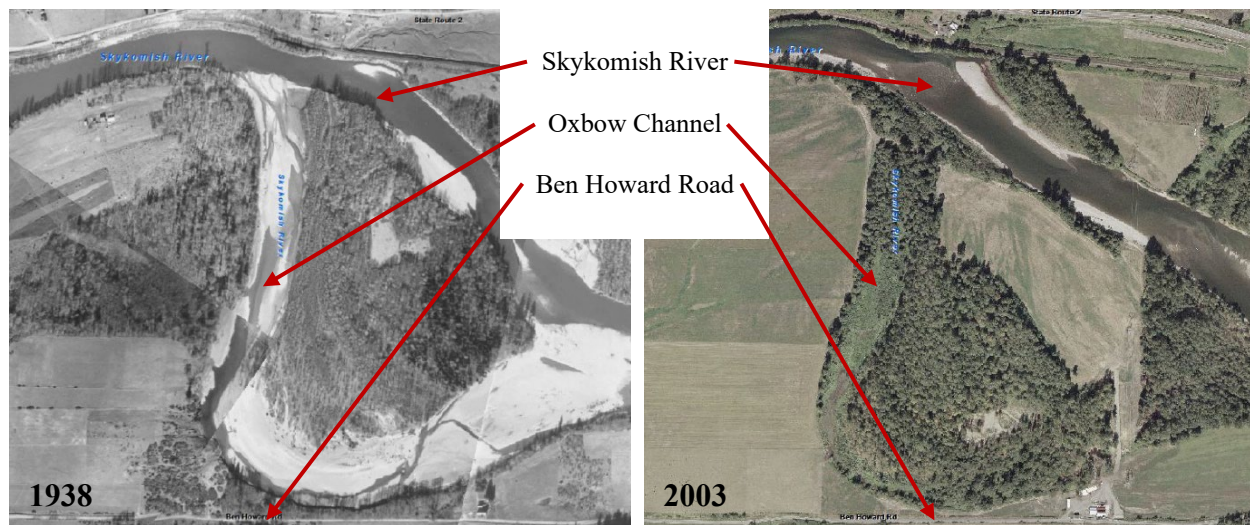 State Route 2
Skykomish River
Skykomish River
Oxbow Channel
Ben Howard Road
Skykomish River
1938
Ben Howard Rd
State Route 2
River
Skykomish River
2003
Ben Howard Rd